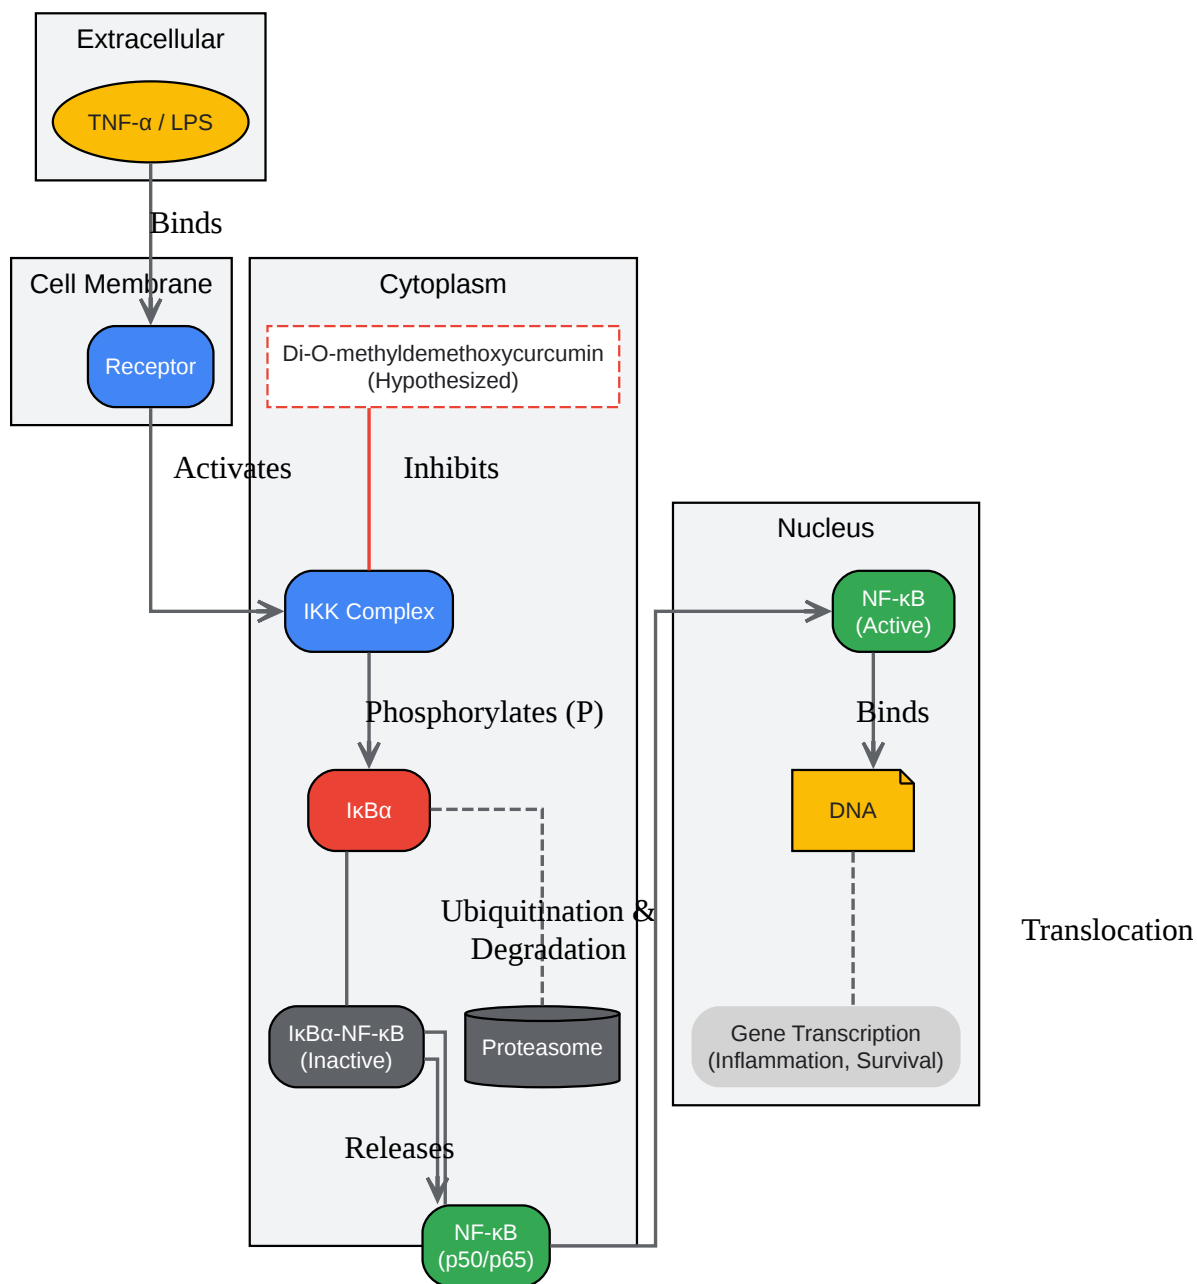 Extracellular
TNF-α / LPS
Binds
Cell Membrane
Receptor
Cytoplasm
Di-O-methyldemethoxycurcumin
(Hypothesized)
Activates
Inhibits
Nucleus
IKK Complex
NF-κB
(Active)
Phosphorylates (P)
Binds
IκBα
DNA
Ubiquitination &
Degradation
Translocation
IκBα-NF-κB
(Inactive)
Proteasome
Gene Transcription
(Inflammation, Survival)
Releases
NF-κB
(p50/p65)